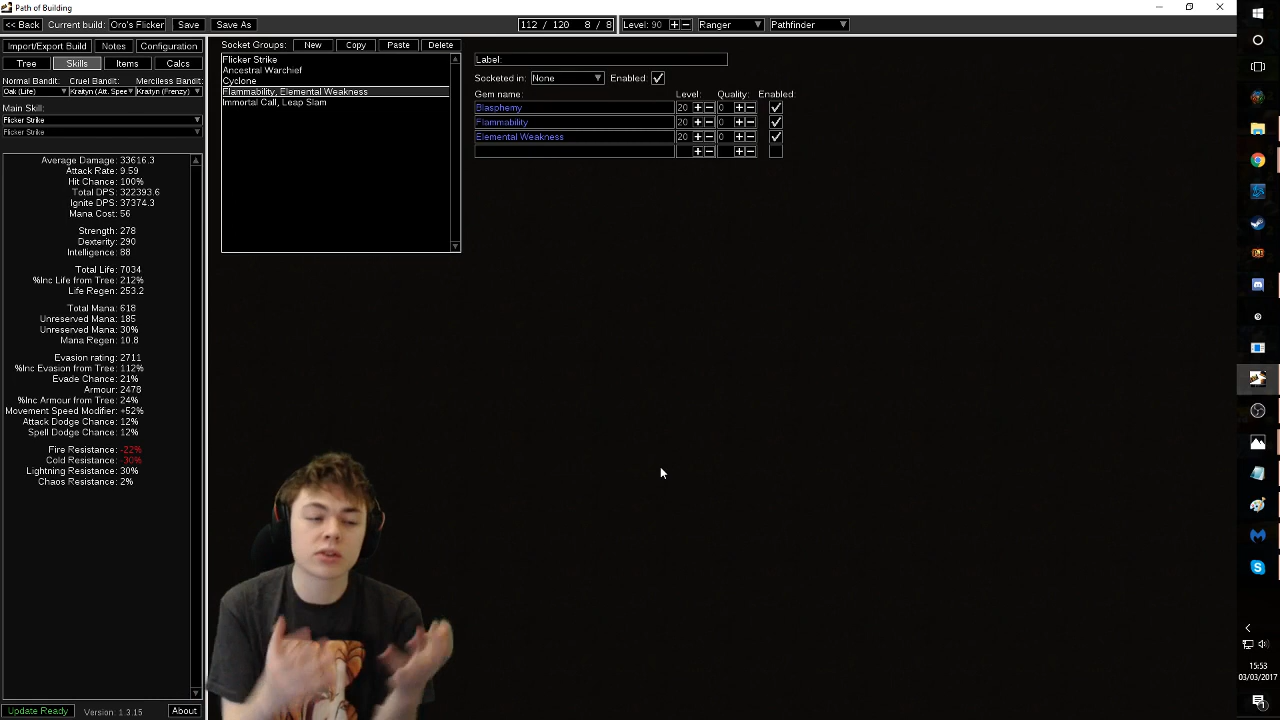 Path of Building
<< Back Current build: Oro's Flicker Save Save As 112 / 120 8 / 8 Level: 90 + - Ranger Pathfinder
Import/Export Build Notes Configuration
Tree Skills Items Calcs
Normal Bandit: Cruel Bandit: Merciless Bandit:
Oak (Life) Kraityn (Att. Spee Kraityn (Frenzy)
Main Skill:
Flicker Strike
Flicker Strike
Average Damage: 33616.3
Attack Rate: 9.59
Hit Chance: 100%
Total DPS: 322393.6
Ignite DPS: 37374.3
Mana Cost: 56
Strength: 278
Dexterity: 290
Intelligence: 88
Total Life: 7034
%Inc Life from Tree: 212%
Life Regen: 253.2
Total Mana: 618
Unreserved Mana: 185
Unreserved Mana: 30%
Mana Regen: 10.8
Evasion rating: 2711
%Inc Evasion from Tree: 112%
Evade Chance: 21%
Armour: 2478
%Inc Armour from Tree: 24%
Movement Speed Modifier: +52%
Attack Dodge Chance: 12%
Spell Dodge Chance: 12%
Fire Resistance: -22%
Cold Resistance: -30%
Lightning Resistance: 30%
Chaos Resistance: 2%
Update Ready Version: 1.3.15 About
Socket Groups: New Copy Paste Delete
Flicker Strike
Ancestral Warchief
Cyclone
Flammability, Elemental Weakness
Immortal Call, Leap Slam
Label:
Socketed in: None Enabled
Gem name: Level: Quality: Enabled:
Blasphemy 20 + - 0 + -
Flammability 20 + - 0 + -
Elemental Weakness 20 + - 0 + -
+ - + -
15:53
03/03/2017